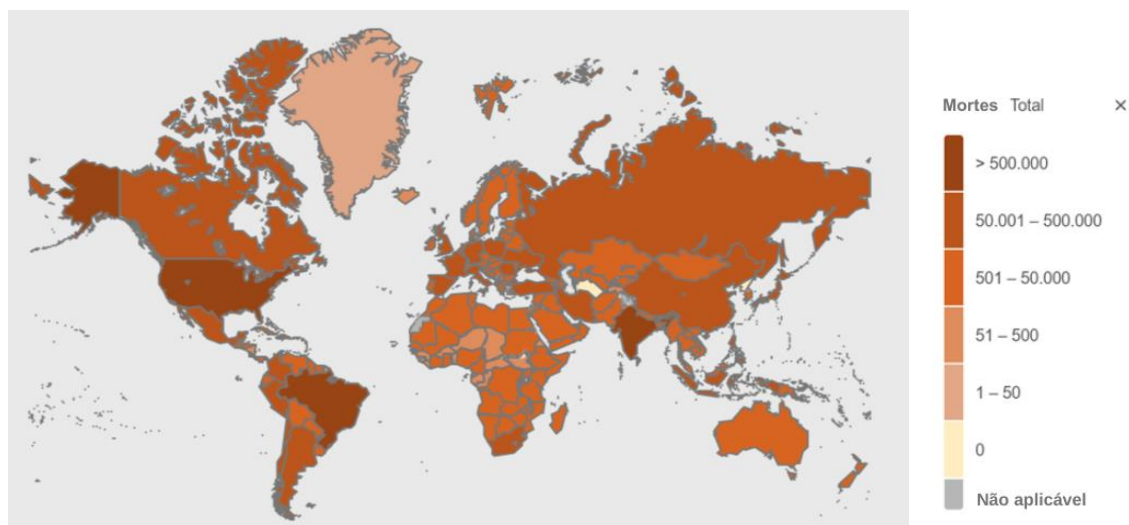 Mortes Total ×
> 500.000
50.001 – 500.000
501 – 50.000
51 – 500
1 – 50
0
Não aplicável